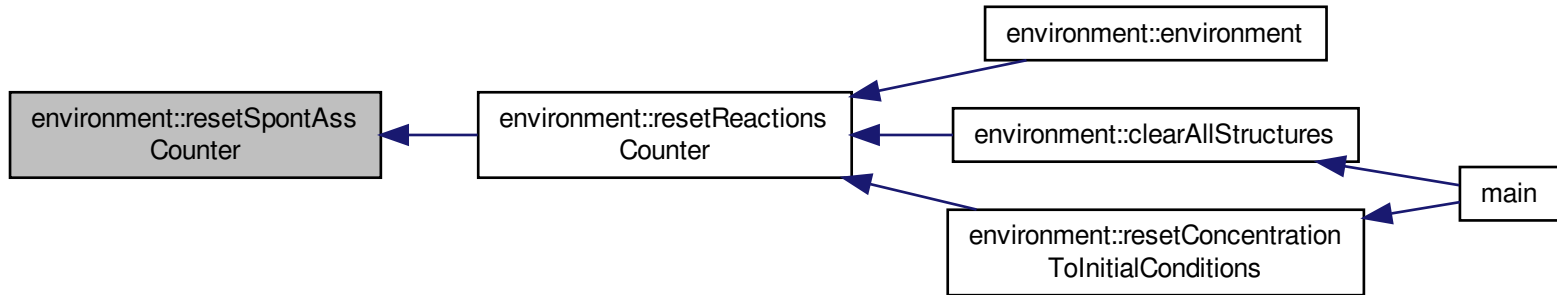 environment::environment
environment::resetSpontAss
Counter
environment::resetReactions
Counter
environment::clearAllStructures
main
environment::resetConcentration
ToInitialConditions